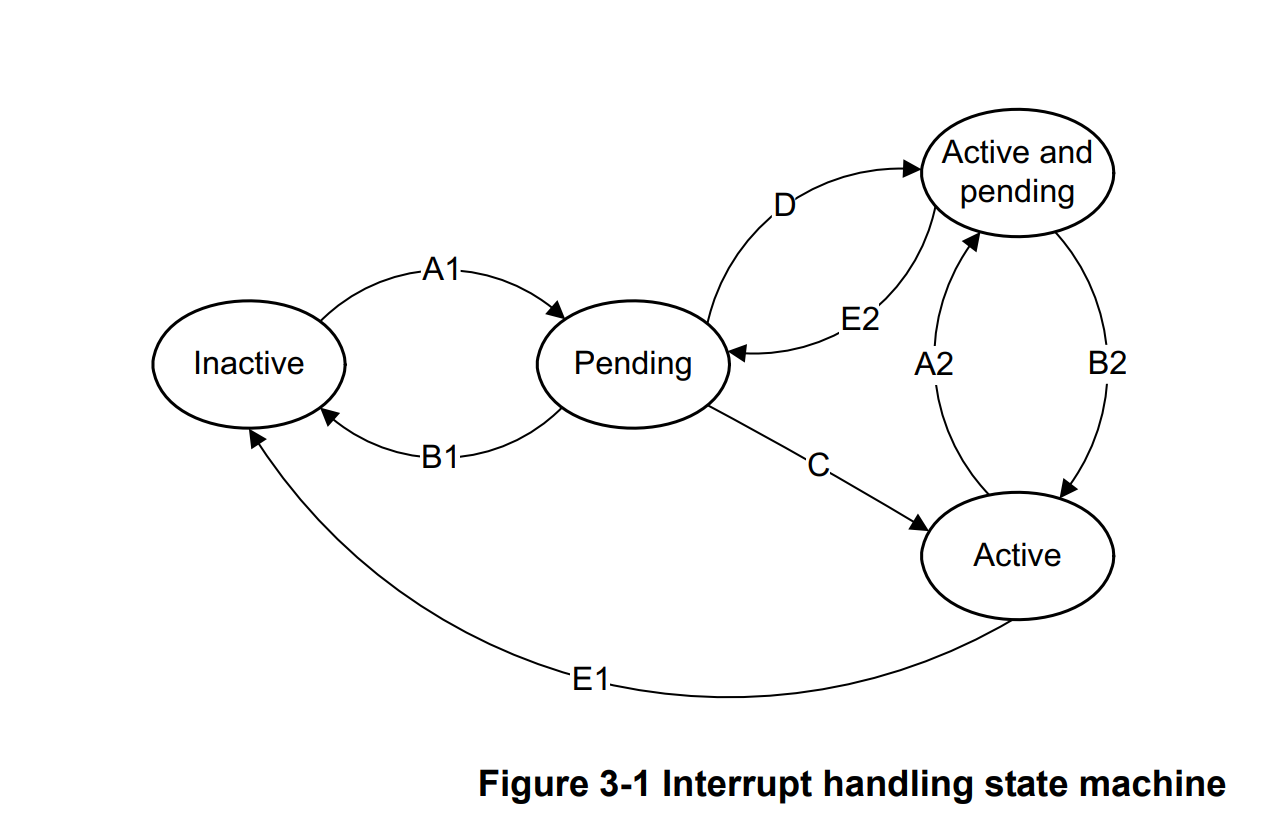 Active and
pending
D
A1
E2
Inactive
Pending
A2
B2
B1
C
Active
E1
Figure 3-1 Interrupt handling state machine